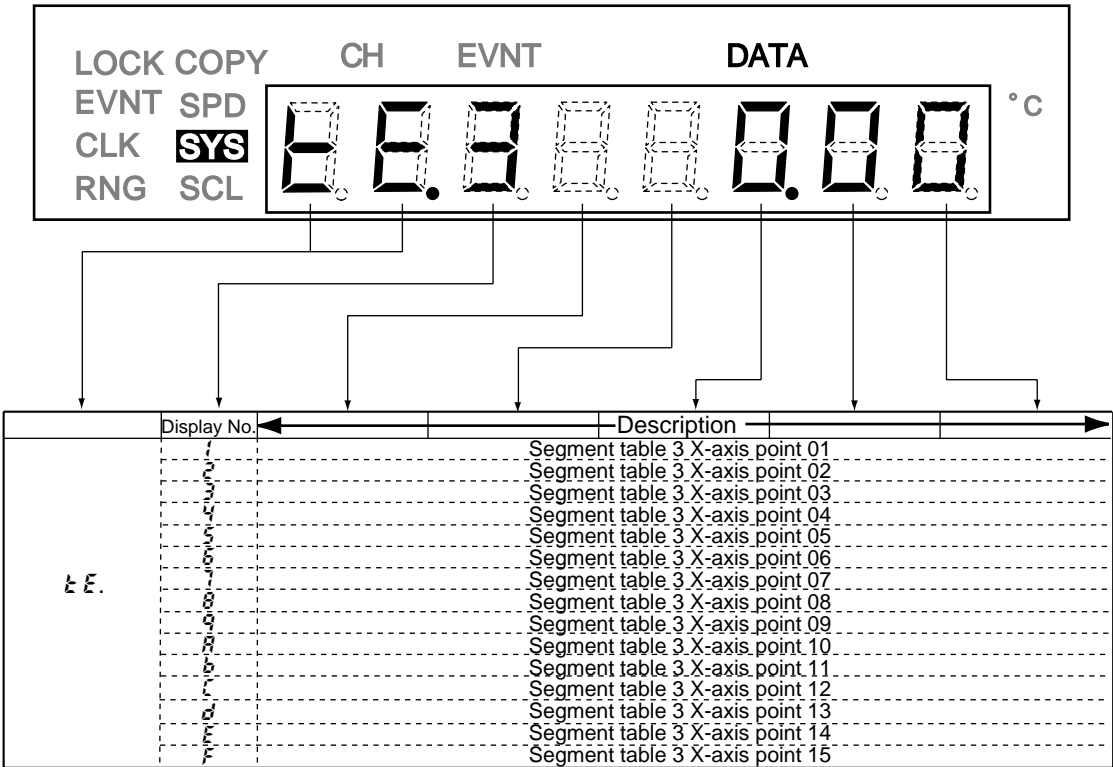 LOCK COPY CH EVNT DATA
EVNT SPD
CLK SYS
RNG SCL
°C
tE.3 0.00
Display No. Description
1 Segment table 3 X-axis point 01
2 Segment table 3 X-axis point 02
3 Segment table 3 X-axis point 03
4 Segment table 3 X-axis point 04
5 Segment table 3 X-axis point 05
6 Segment table 3 X-axis point 06
7 Segment table 3 X-axis point 07
tE.
8 Segment table 3 X-axis point 08
9 Segment table 3 X-axis point 09
A Segment table 3 X-axis point 10
b Segment table 3 X-axis point 11
C Segment table 3 X-axis point 12
d Segment table 3 X-axis point 13
E Segment table 3 X-axis point 14
F Segment table 3 X-axis point 15